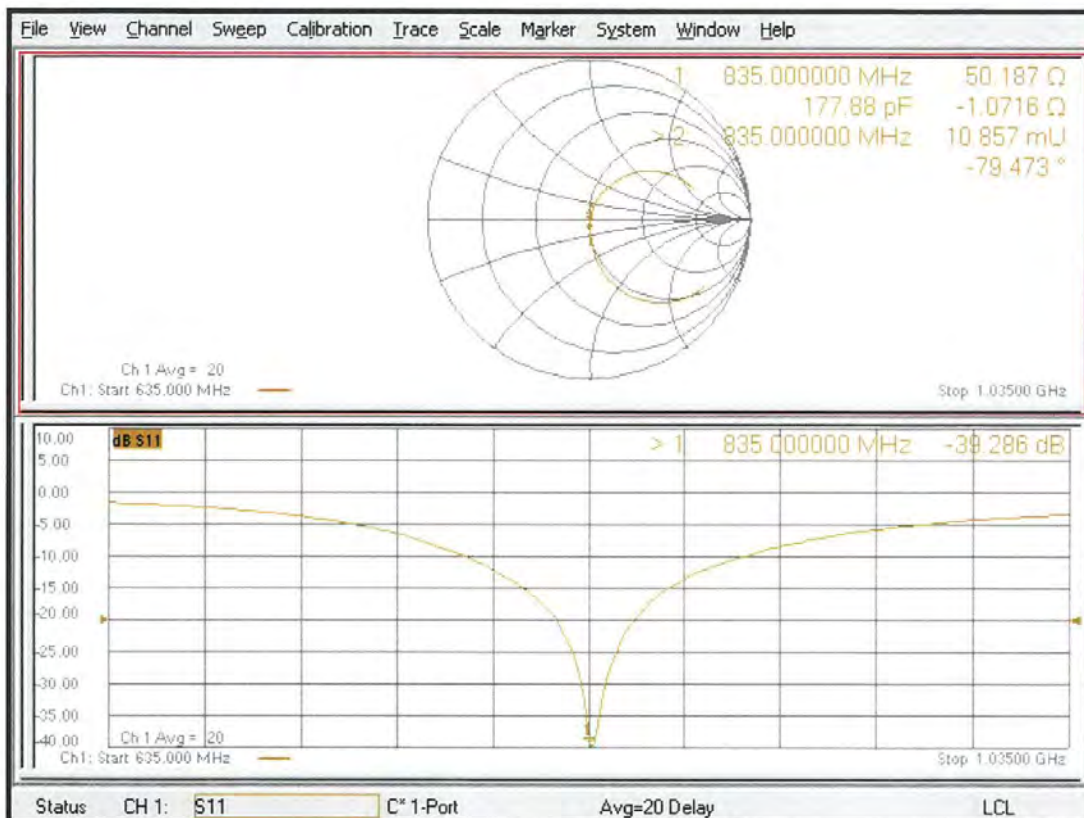 File View Channel Sweep Calibration Trace Scale Marker System Window Help
1 835.000000 MHz 50.187 Ω
177.88 pF -1.0716 Ω
> 2 835.000000 MHz 10.857 mU
-79.473 °
Ch 1 Avg = 20
Ch1: Start 635.000 MHz
Stop 1.03500 GHz
dB S11
> 1 835.000000 MHz -39.286 dB
10.00
5.00
0.00
-5.00
-10.00
-15.00
-20.00
-25.00
-30.00
-35.00
-40.00
1
Ch 1 Avg = 20
Ch1: Start 635.000 MHz
Stop 1.03500 GHz
Status CH 1: S11 C* 1-Port Avg=20 Delay LCL